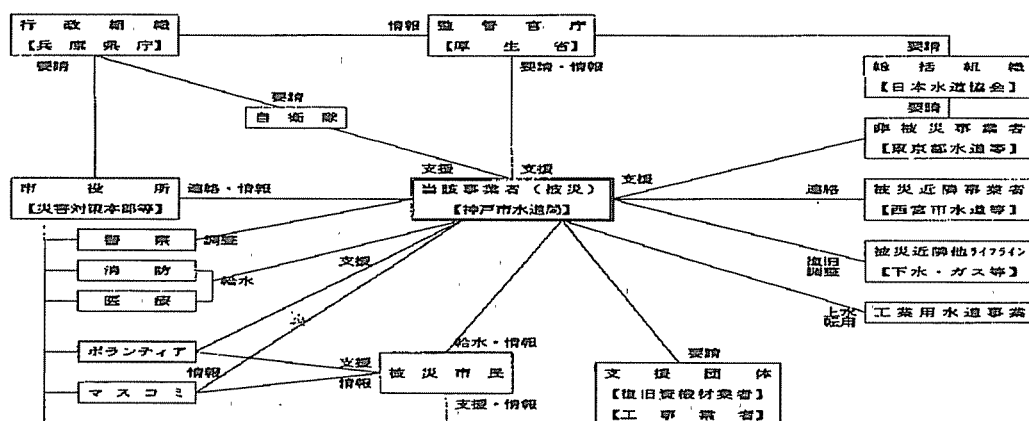 行政組織
【兵庫県庁】
情報
監督官庁
【厚生省】
要請
要請
要請・情報
総括組織
【日本水道協会】
要請
自衛隊
要請
非被災事業者
【東京都水道等】
支援
支援
支援
市役所
【災害対策本部等】
連絡・情報
当該事業者(被災)
【神戸市水道局】
連絡
被災近隣事業者
【西宮市水道等】
警察
調整
消防
給水
医療
支援
復旧
調整
被災近隣他ライフライン
【下水・ガス等】
上水
転用
工業用水道事業
ボランティア
マスコミ
情報
支援
情報
給水・情報
被災市民
支援・情報
要請
支援団体
【復旧資機材業者】
【工事業者】